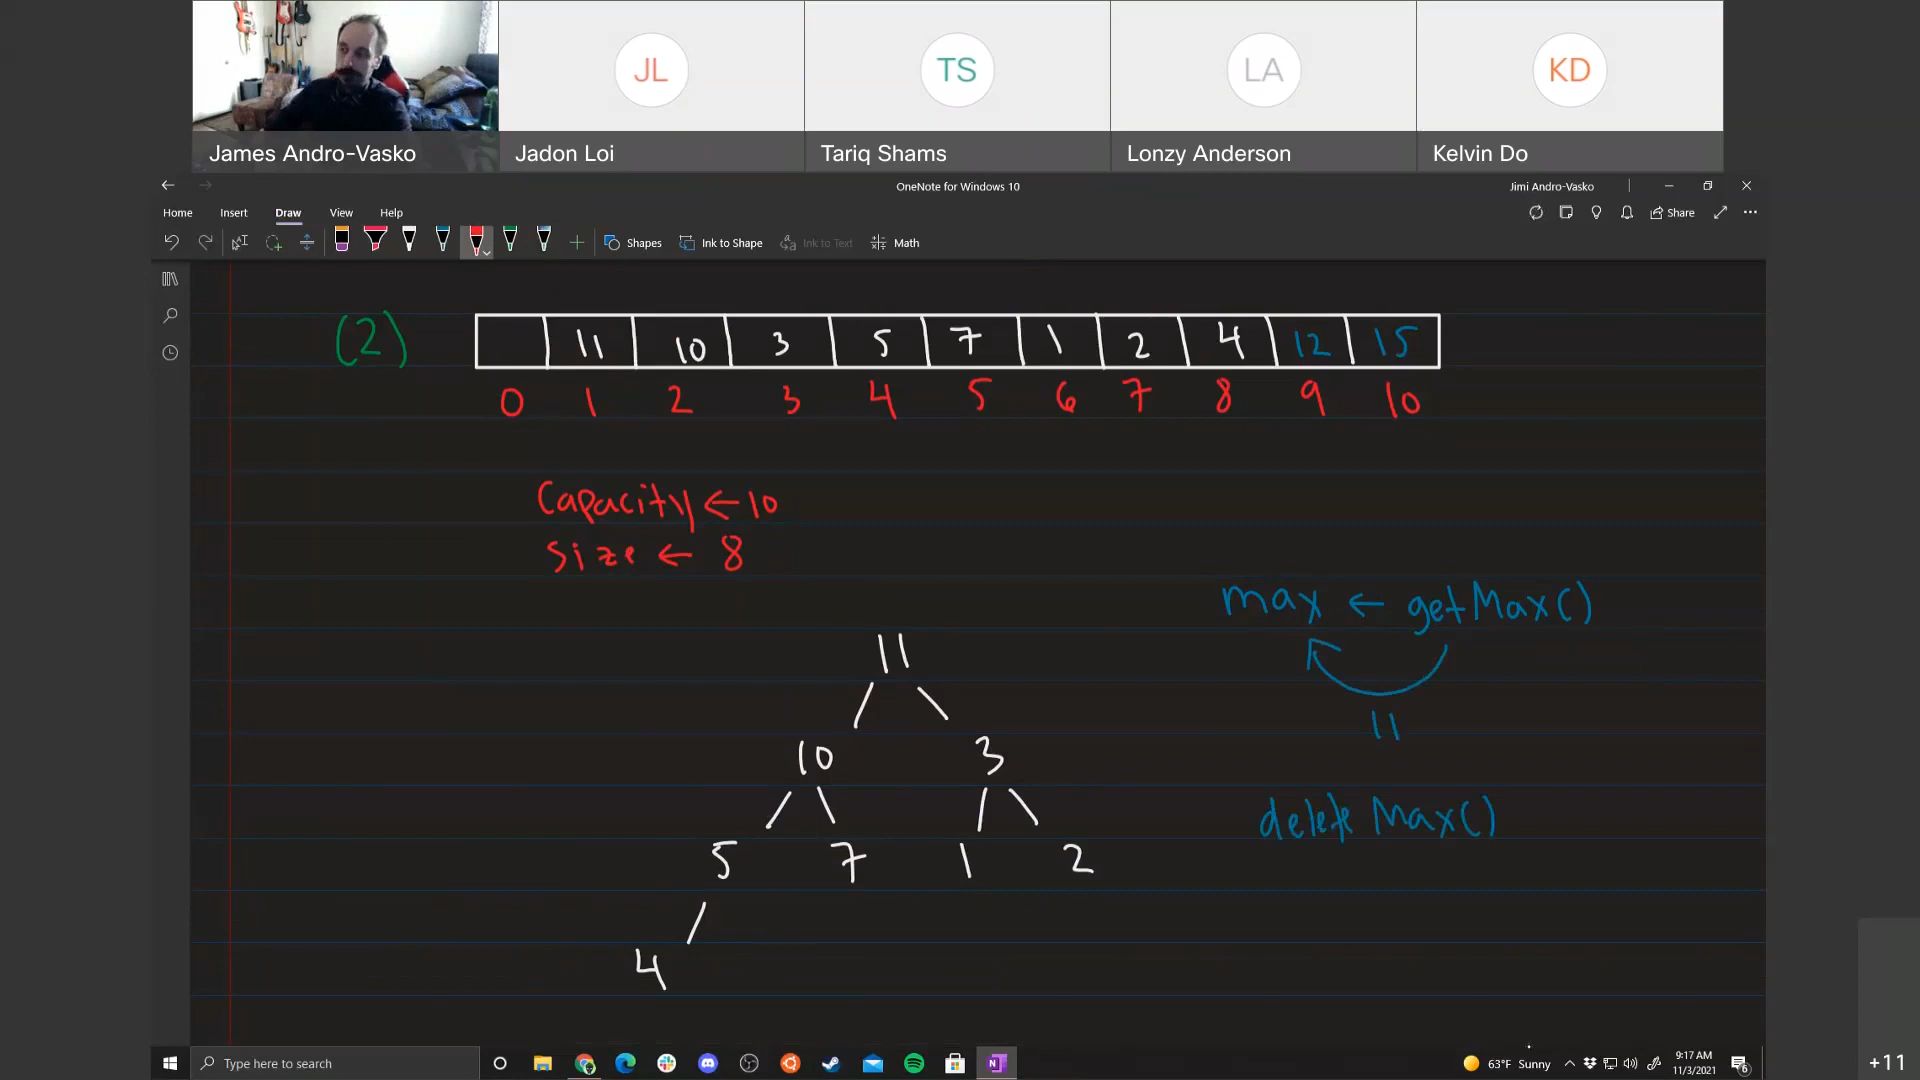 JL
TS
LA
KD
James Andro-Vasko
Jadon Loi
Tariq Shams
Lonzy Anderson
Kelvin Do
OneNote for Windows 10
Jimi Andro-Vasko
Home Insert Draw View Help
Share
Shapes Ink to Shape Ink to Text Math
(2) 11 10 3 5 7 1 2 4 12 15
0 1 2 3 4 5 6 7 8 9 10
Capacity ← 10
Size ← 8
max ← getMax()
11
11
10 3
delete Max()
5 7 1 2
4
Type here to search
63°F Sunny
9:17 AM
11/3/2021
6
+11